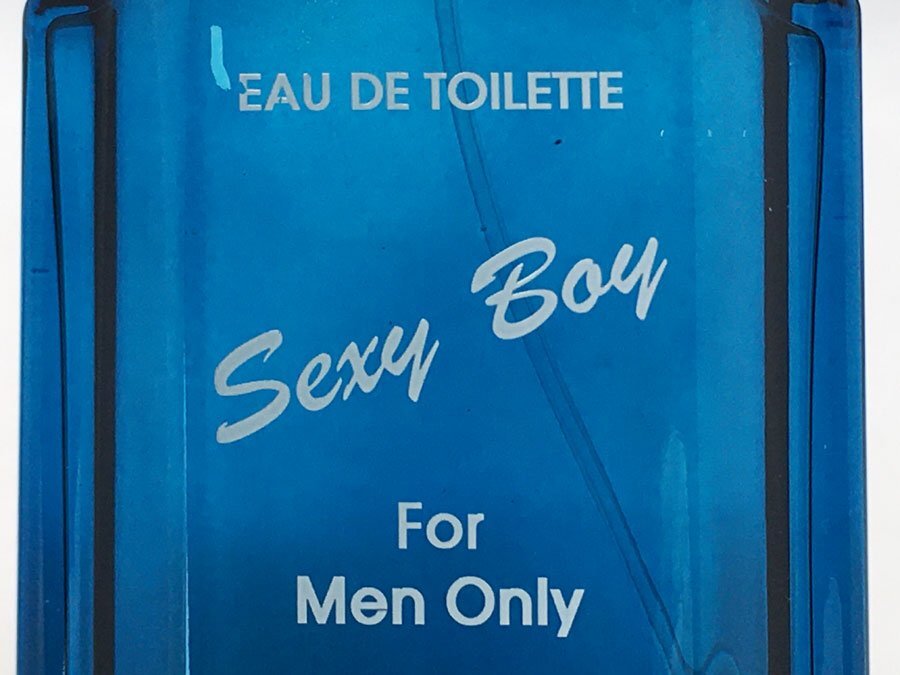 EAU DE TOILETTE
Sexy Boy
For
Men Only